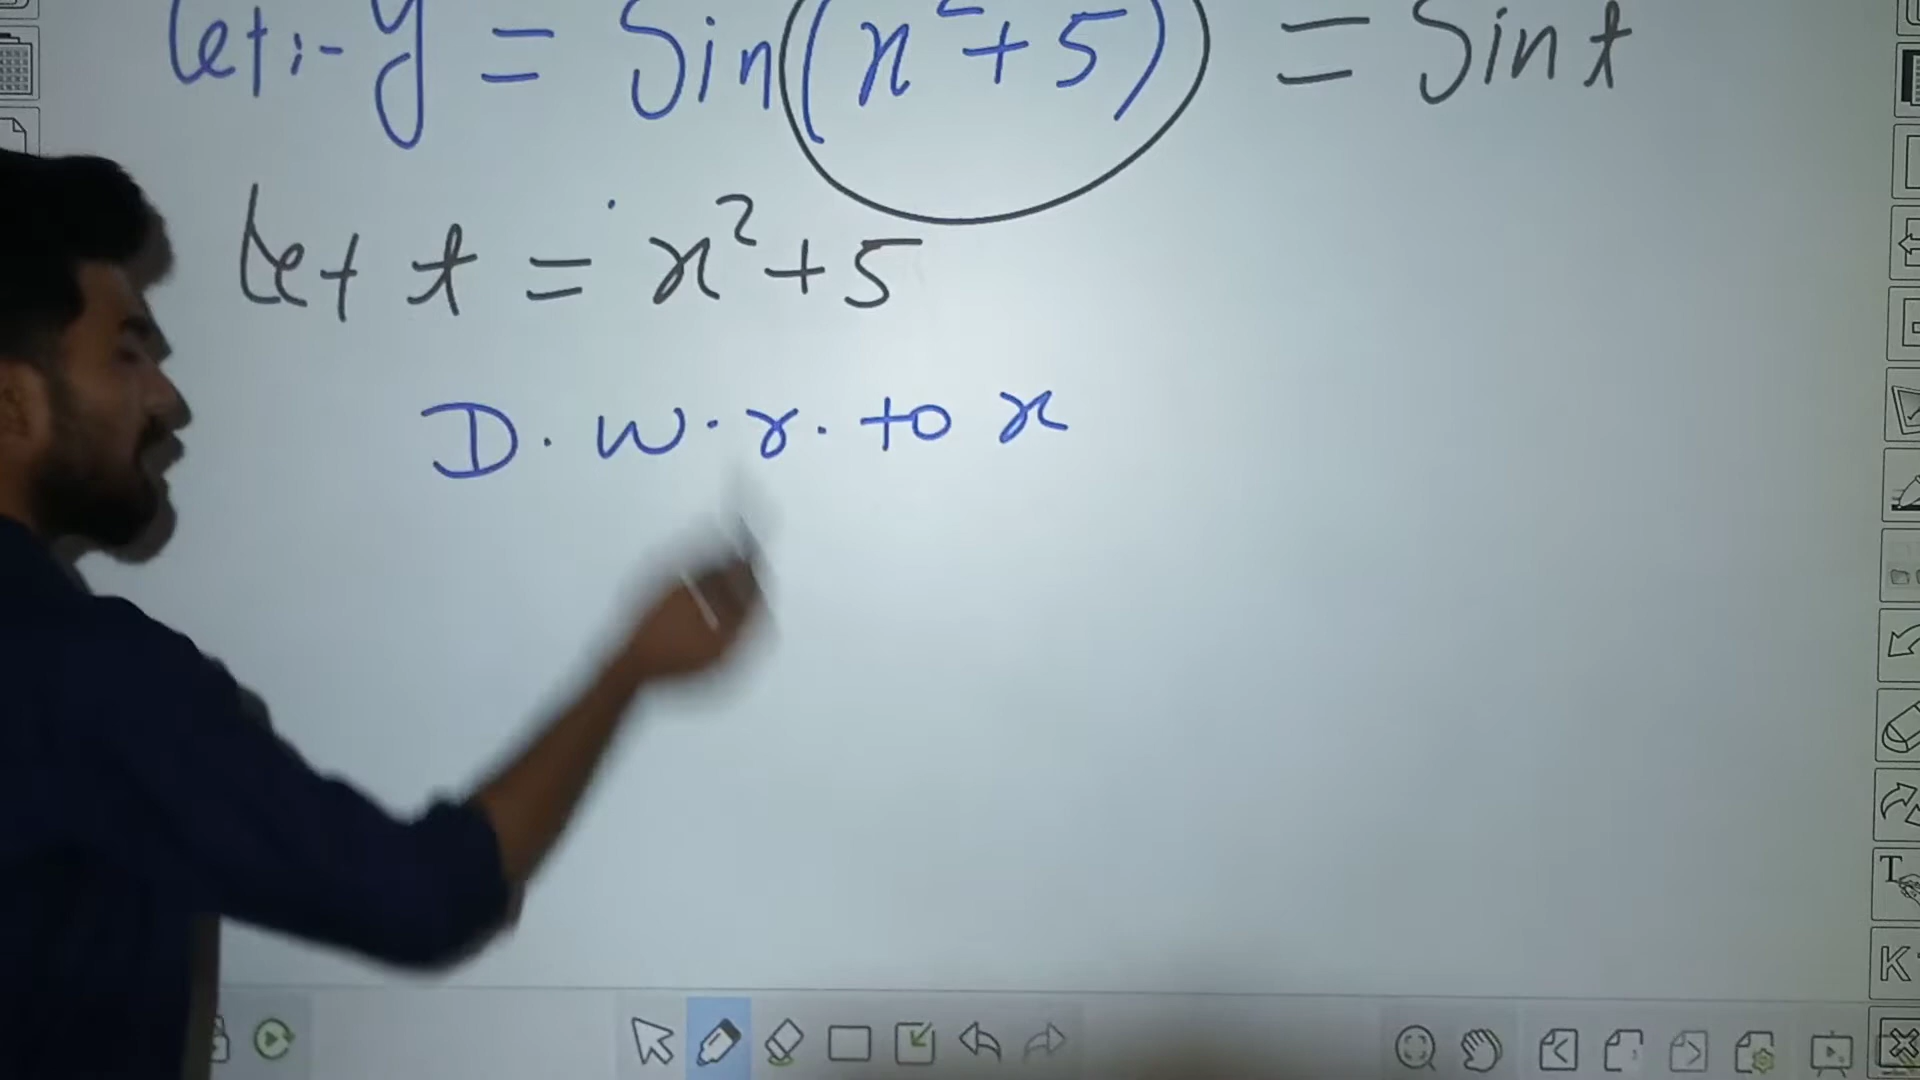 let:- y = Sin(x²+5) = Sin t
let t = x²+5
D. w. r. to x
T
K